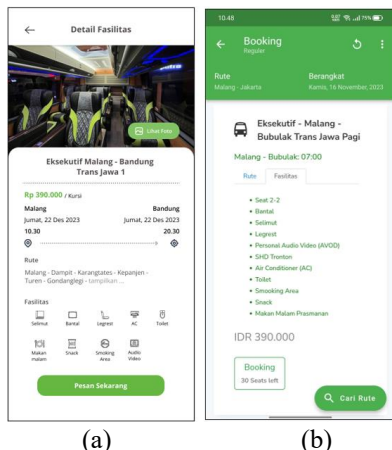 Detail Fasilitas
Lihat Foto
Eksekutif Malang - Bandung
Trans Jawa 1
Rp 390.000 / Kursi
Malang
Bandung
Jumat, 22 Des 2023
Jumat, 22 Des 2023
10.30
20.30
Rute
Malang - Dampit - Karangtates - Kepanjen -
Turen - Gondanglegi - tampilkan ...
Fasilitas
Selimut
Bantal
Legrest
AC
Toilet
Makan malam
Snack
Smoking Area
Audio Video
Pesan Sekarang
(a)
10.48
75%
Booking
Reguler
Rute
Berangkat
Malang - Jakarta
Kamis, 16 November, 2023
Eksekutif - Malang -
Bubulak Trans Jawa Pagi
Malang - Bubulak: 07:00
Rute
Fasilitas
Seat 2-2
Bantal
Selimut
Legrest
Personal Audio Video (AVOD)
SHD Tronton
Air Conditioner (AC)
Toilet
Smooking Area
Snack
Makan Malam Prasmanan
IDR 390.000
Booking
30 Seats left
Cari Rute
(b)